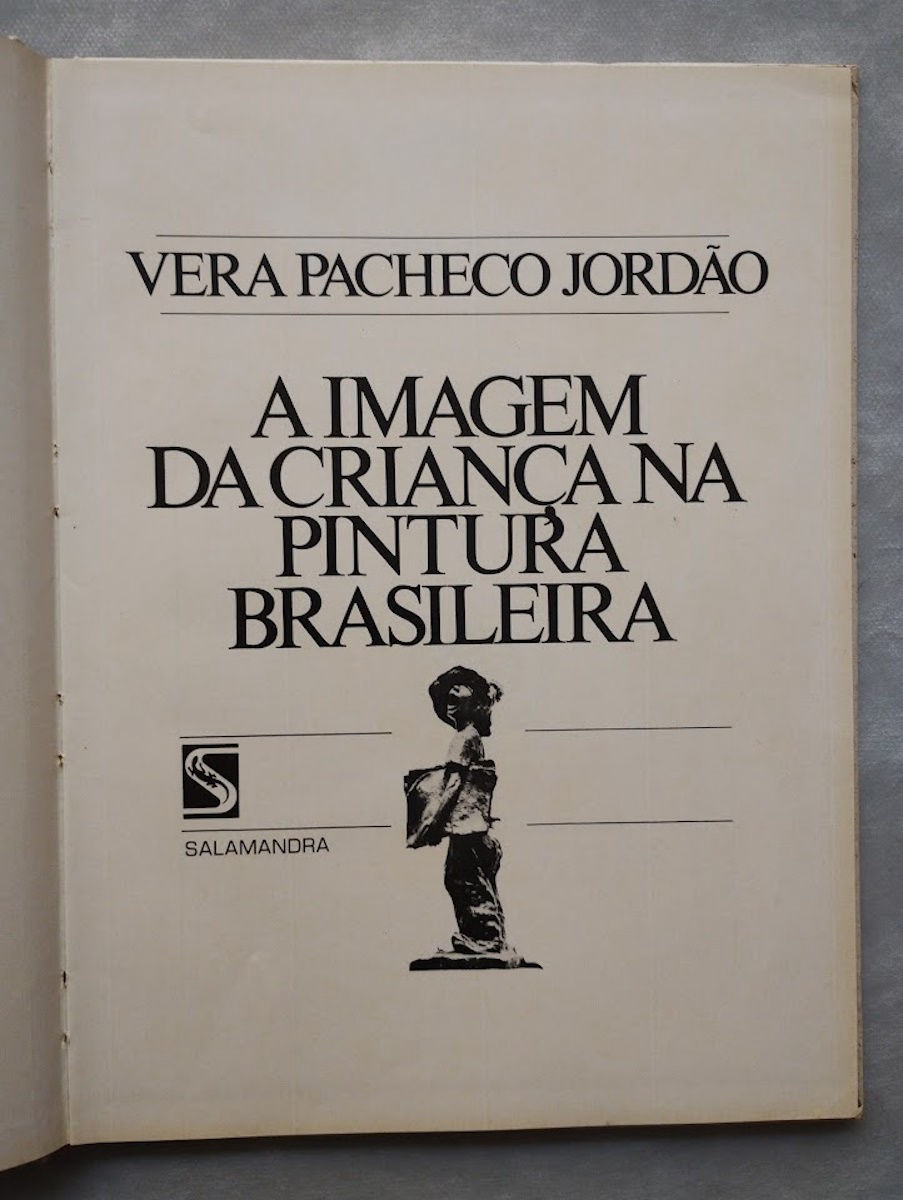 VERA PACHECO JORDÃO
A IMAGEM
DA CRIANÇA NA
PINTURA
BRASILEIRA
S
SALAMANDRA